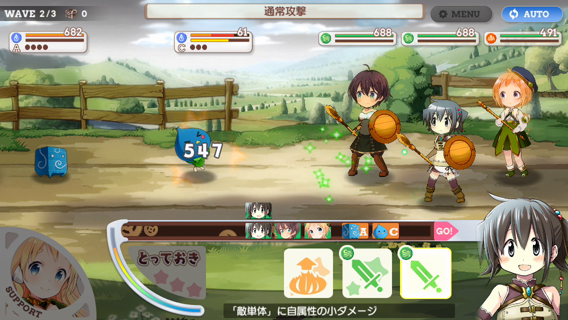 WAVE 2/3
0
通常攻撃
MENU
AUTO
682
A
61
C
688
688
491
547
A
C
GO!
とっておき
SUPPORT
「敵単体」に自属性の小ダメージ